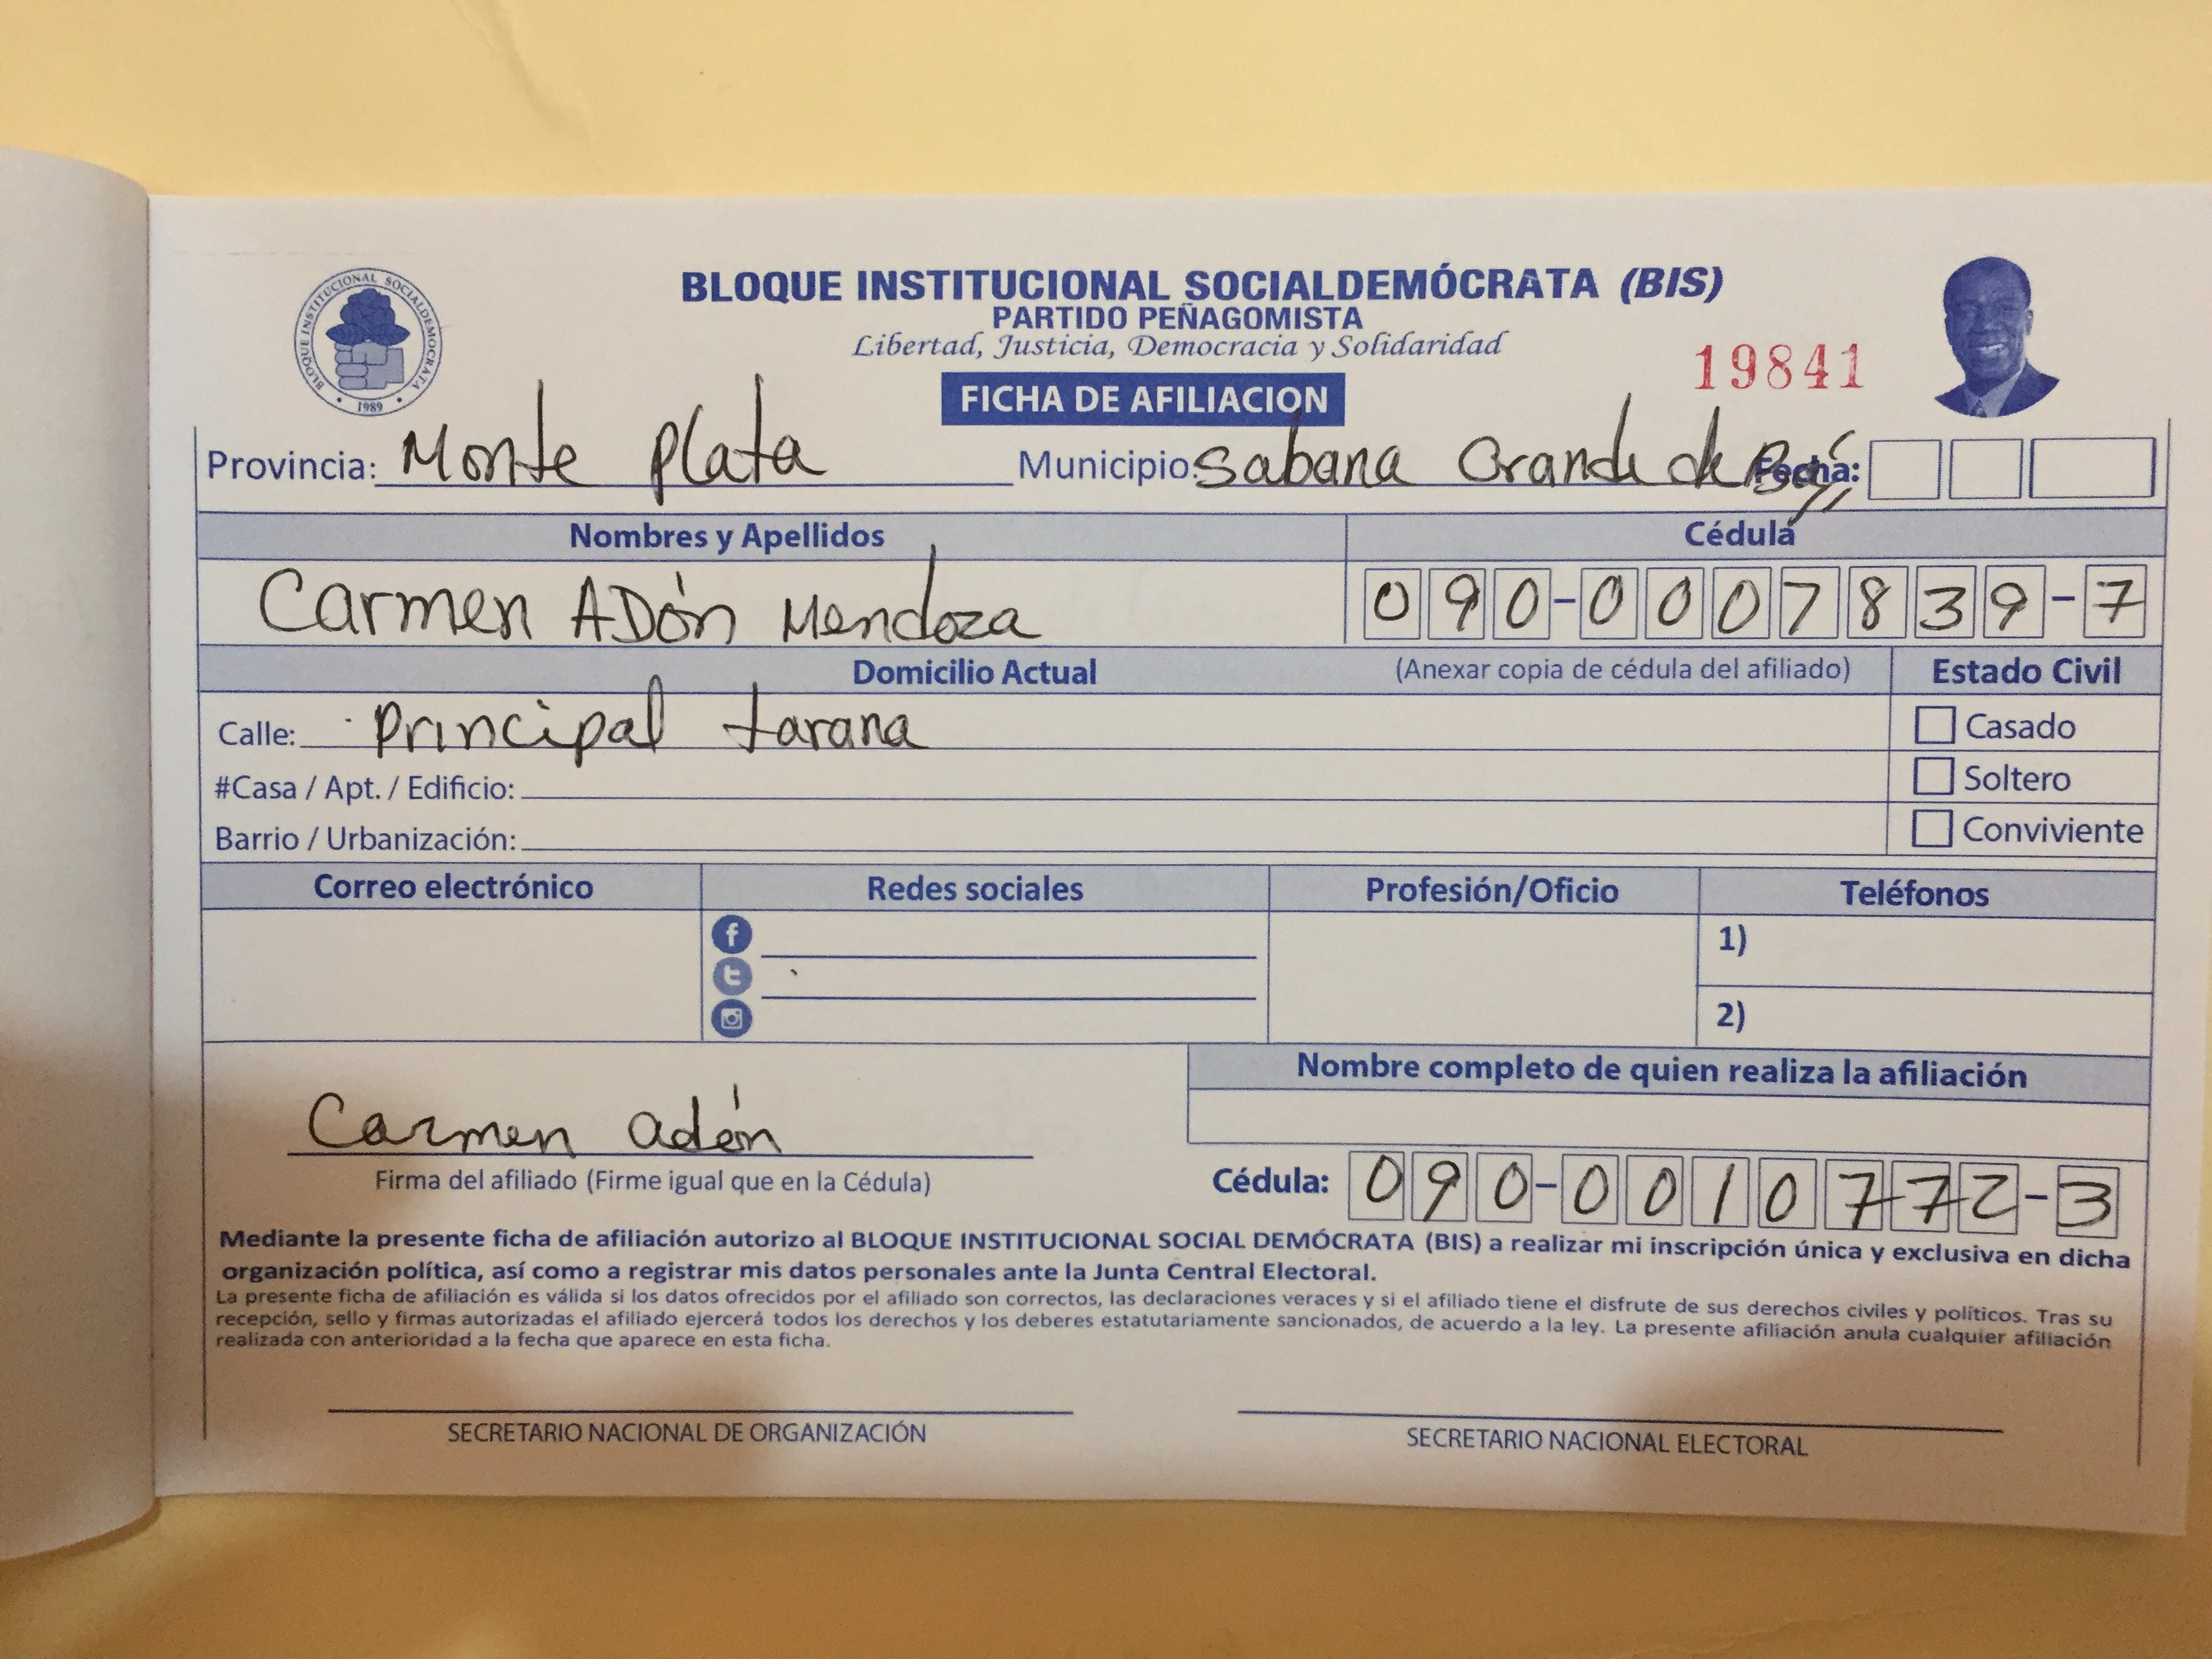 BLOQUE INSTITUCIONAL SOCIALDEMÓCRATA
1989
BLOQUE INSTITUCIONAL SOCIALDEMÓCRATA (BIS)
PARTIDO PEÑAGOMISTA
Libertad, Justicia, Democracia y Solidaridad
19841
FICHA DE AFILIACION
Provincia: Monte Plata Municipio: Sabana Grande de Fecha:
Nombres y Apellidos Cédula
Carmen ADón Mendoza 090-0007839-7
Domicilio Actual (Anexar copia de cédula del afiliado) Estado Civil
Calle: principal tarana Casado
#Casa / Apt. / Edificio: Soltero
Barrio / Urbanización: Conviviente
Correo electrónico Redes sociales Profesión/Oficio Teléfonos
1)
2)
Nombre completo de quien realiza la afiliación
Carmen adón
Firma del afiliado (Firme igual que en la Cédula) Cédula: 090-0010772-3
Mediante la presente ficha de afiliación autorizo al BLOQUE INSTITUCIONAL SOCIAL DEMÓCRATA (BIS) a realizar mi inscripción única y exclusiva en dicha
organización política, así como a registrar mis datos personales ante la Junta Central Electoral.
La presente ficha de afiliación es válida si los datos ofrecidos por el afiliado son correctos, las declaraciones veraces y si el afiliado tiene el disfrute de sus derechos civiles y políticos. Tras su
recepción, sello y firmas autorizadas el afiliado ejercerá todos los derechos y los deberes estatutariamente sancionados, de acuerdo a la ley. La presente afiliación anula cualquier afiliación
realizada con anterioridad a la fecha que aparece en esta ficha.
SECRETARIO NACIONAL DE ORGANIZACIÓN SECRETARIO NACIONAL ELECTORAL